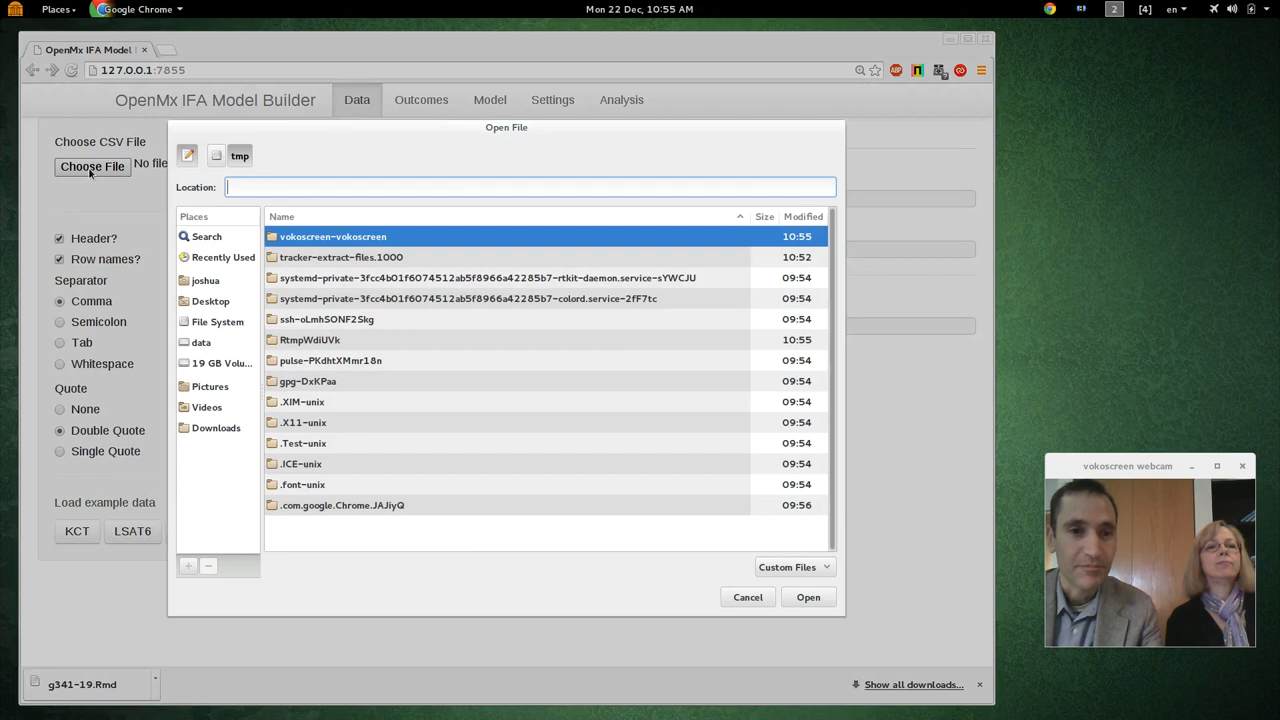 Places
Google Chrome
Mon 22 Dec, 10:55 AM
2
[4]
en
OpenMx IFA Model
127.0.0.1:7855
ABP
OpenMx IFA Model Builder
Data
Outcomes
Model
Settings
Analysis
Choose CSV File
Choose File
No file
Header?
Row names?
Separator
Comma
Semicolon
Tab
Whitespace
Quote
None
Double Quote
Single Quote
Load example data
KCT
LSAT6
Open File
tmp
Location:
Places
Search
Recently Used
joshua
Desktop
File System
data
19 GB Volu...
Pictures
Videos
Downloads
Name Size Modified
vokoscreen-vokoscreen 10:55
tracker-extract-files.1000 10:52
systemd-private-3fcc4b01f6074512ab5f8966a42285b7-rtkit-daemon.service-sYWCJU 09:54
systemd-private-3fcc4b01f6074512ab5f8966a42285b7-colord.service-2fF7tc 09:54
ssh-oLmhSONF2Skg 09:54
RtmpWdiUVk 10:55
pulse-PKdhtXMmr18n 09:54
gpg-DxKPaa 09:54
.XIM-unix 09:54
.X11-unix 09:54
.Test-unix 09:54
.ICE-unix 09:54
.font-unix 09:54
.com.google.Chrome.JAJiyQ 09:56
Custom Files
Cancel
Open
vokoscreen webcam
g341-19.Rmd
Show all downloads...